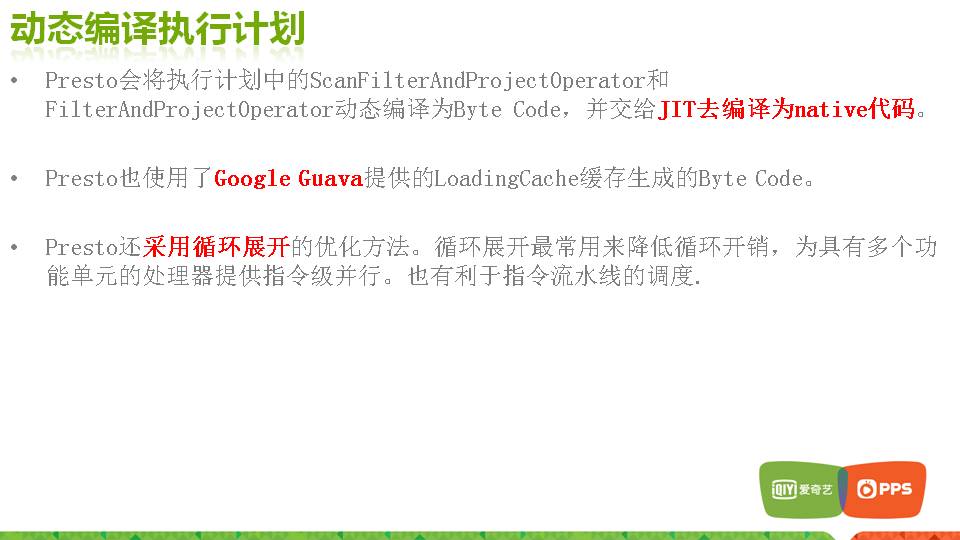 动态编译执行计划
• Presto会将执行计划中的ScanFilterAndProjectOperator和
FilterAndProjectOperator动态编译为Byte Code，并交给JIT去编译为native代码。
• Presto也使用了Google Guava提供的LoadingCache缓存生成的Byte Code。
• Presto还采用循环展开的优化方法。循环展开最常用来降低循环开销，为具有多个功
能单元的处理器提供指令级并行。也有利于指令流水线的调度.
iQIYI 爱奇艺 PPS